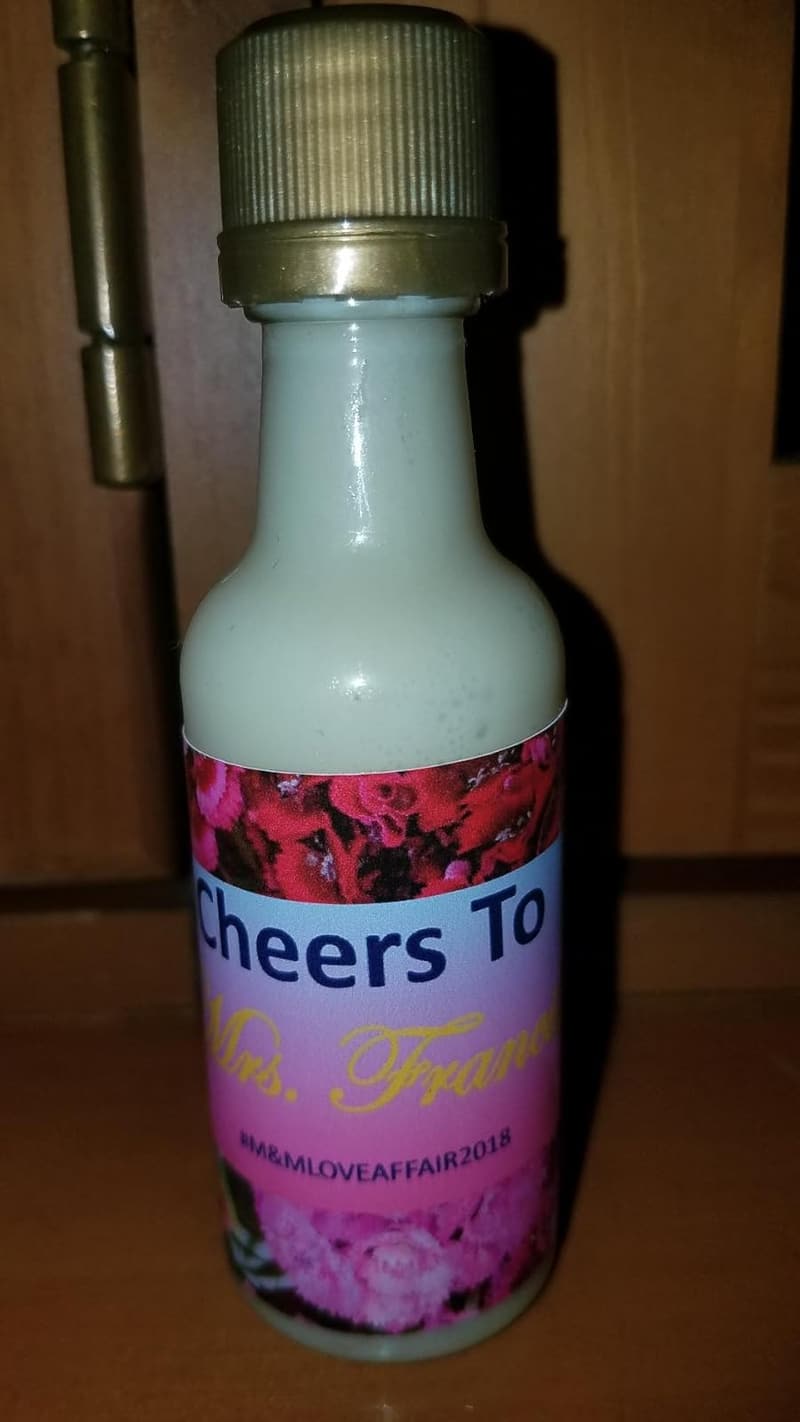 Cheers To
Mrs.
#M&MLOVEAFFAIR2018